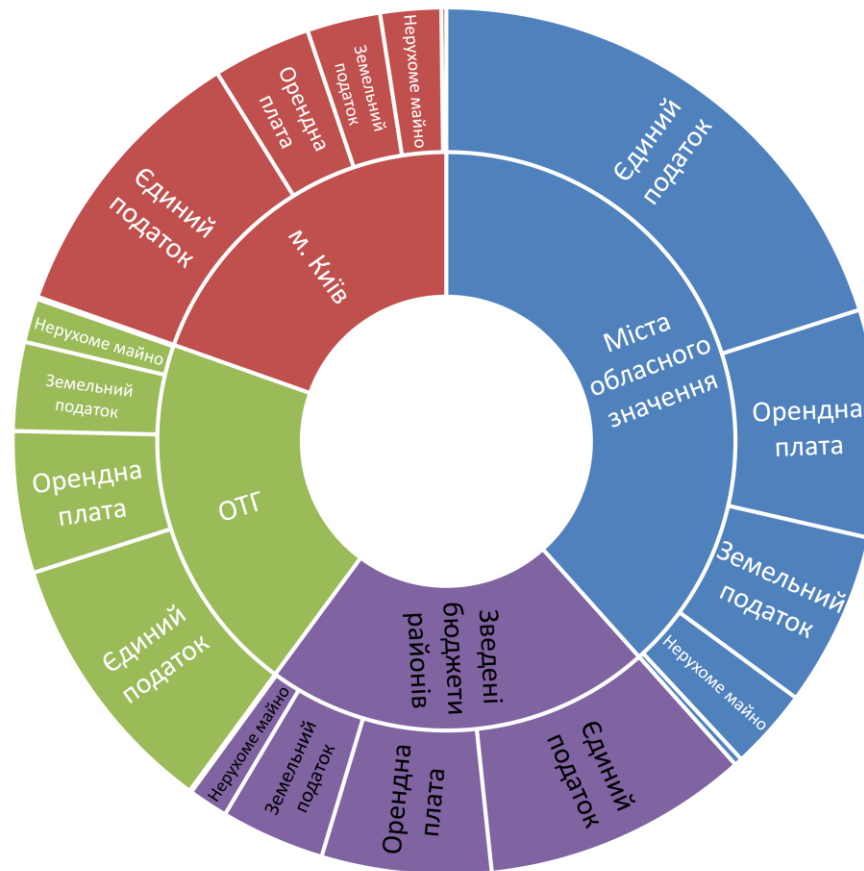 Єдиний
податок
Орендна
плата
Земельний
податок
Нерухоме майно
Міста
обласного
значення
Єдиний
податок
Орендна
плата
Земельний
податок
Нерухоме майно
Зведені
бюджети
районів
Єдиний
податок
Орендна
плата
Земельний
податок
Нерухоме майно
ОТГ
Єдиний
податок
Орендна
плата
Земельний
податок
Нерухоме майно
м. Київ